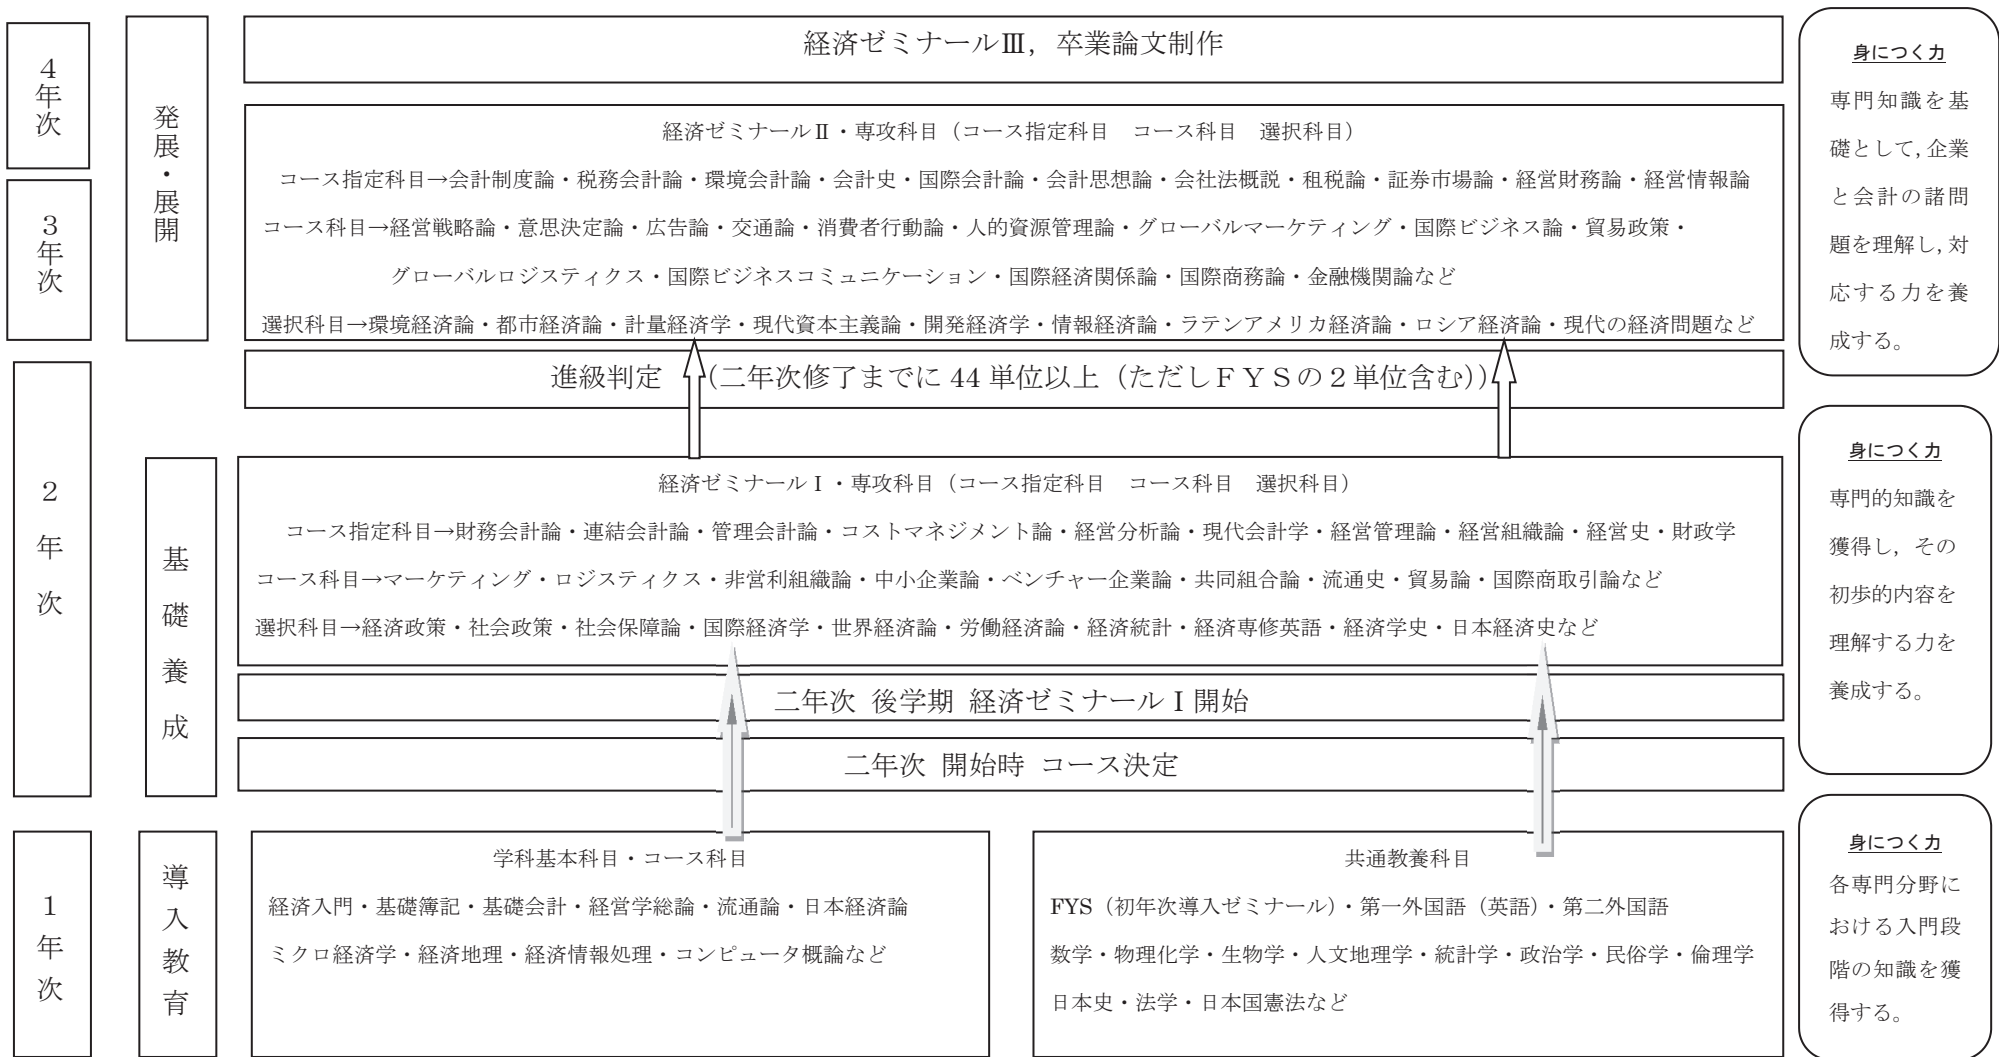 4年次
3年次
発展・展開
経済ゼミナールⅢ，卒業論文制作
経済ゼミナールⅡ・専攻科目（コース指定科目　コース科目　選択科目）
コース指定科目→会計制度論・税務会計論・環境会計論・会計史・国際会計論・会計思想論・会社法概説・租税論・証券市場論・経営財務論・経営情報論
コース科目→経営戦略論・意思決定論・広告論・交通論・消費者行動論・人的資源管理論・グローバルマーケティング・国際ビジネス論・貿易政策・
グローバルロジスティクス・国際ビジネスコミュニケーション・国際経済関係論・国際商務論・金融機関論など
選択科目→環境経済論・都市経済論・計量経済学・現代資本主義論・開発経済学・情報経済論・ラテンアメリカ経済論・ロシア経済論・現代の経済問題など
身につく力
専門知識を基
礎として，企業
と会計の諸問
題を理解し，対
応する力を養
成する。
進級判定　（二年次修了までに 44 単位以上（ただしＦＹＳの２単位含む））
2年次
基礎養成
経済ゼミナールⅠ・専攻科目（コース指定科目　コース科目　選択科目）
コース指定科目→財務会計論・連結会計論・管理会計論・コストマネジメント論・経営分析論・現代会計学・経営管理論・経営組織論・経営史・財政学
コース科目→マーケティング・ロジスティクス・非営利組織論・中小企業論・ベンチャー企業論・共同組合論・流通史・貿易論・国際商取引論など
選択科目→経済政策・社会政策・社会保障論・国際経済学・世界経済論・労働経済論・経済統計・経済専修英語・経済学史・日本経済史など
二年次 後学期 経済ゼミナールⅠ開始
二年次 開始時 コース決定
身につく力
専門的知識を
獲得し，その
初歩的内容を
理解する力を
養成する。
1年次
導入教育
学科基本科目・コース科目
経済入門・基礎簿記・基礎会計・経営学総論・流通論・日本経済論
ミクロ経済学・経済地理・経済情報処理・コンピュータ概論など
共通教養科目
FYS（初年次導入ゼミナール）・第一外国語（英語）・第二外国語
数学・物理化学・生物学・人文地理学・統計学・政治学・民俗学・倫理学
日本史・法学・日本国憲法など
身につく力
各専門分野に
おける入門段
階の知識を獲
得する。